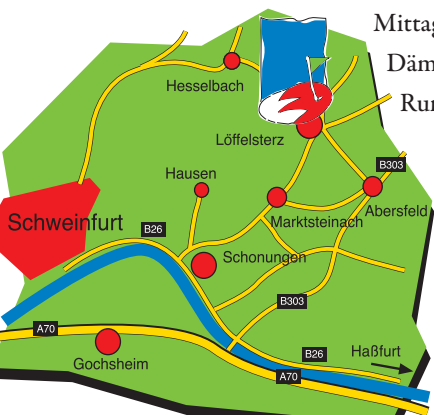 Mittag
Däm
Run
Hesselbach
Löffelsterz
B303
Hausen
Abersfeld
Marktsteinach
Schweinfurt
B26
Schonungen
B303
A70
B26
Haßfurt
Gochsheim
A70